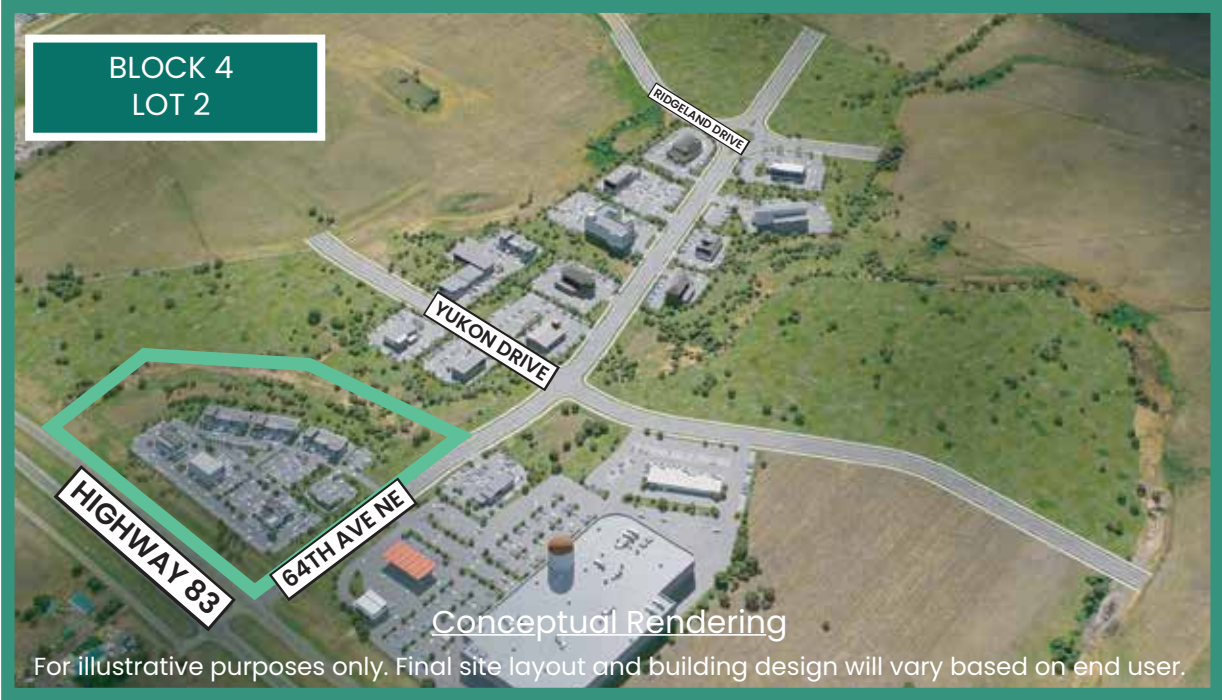 BLOCK 4
LOT 2
RIDGELAND DRIVE
YUKON DRIVE
HIGHWAY 83
64TH AVE NE
Conceptual Rendering
For illustrative purposes only. Final site layout and building design will vary based on end user.